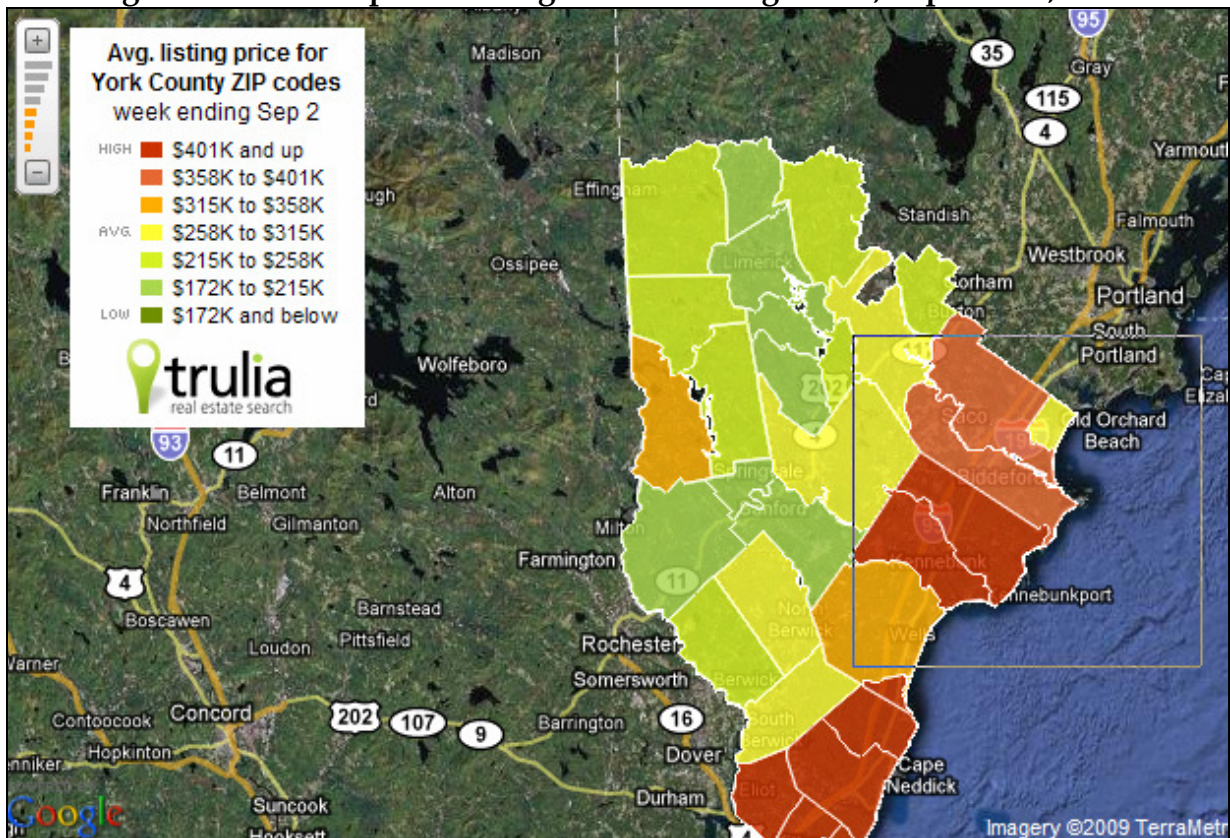 Avg. listing price for
York County ZIP codes
week ending Sep 2
HIGH $401K and up
$358K to $401K
$315K to $358K
AVG. $258K to $315K
$215K to $258K
$172K to $215K
LOW $172K and below
trulia
real estate search
Madison
95
35
Gray
115
4
Effingham
Standish
Falmouth
Westbrook
Ossipee
Limerick
Gorham
Portland
Buxton
South
Portland
Wolfeboro
202
Saco
Old Orchard
Beach
93
11
Biddeford
Springvale
Franklin
Belmont
Alton
Sanford
Northfield
Gilmanton
Farmington
Kennebunk
4
11
Barnstead
Boscawen
North
Berwick
Loudon
Pittsfield
Rochester
Wells
Somersworth
Berwick
Concord
Contoocook
202
107
9
Barrington
16
South
Berwick
Hopkinton
Dover
Cape
Neddick
Eliot
Durham
Suncook
Google
Hooksett
4
Imagery ©2009 TerraMet